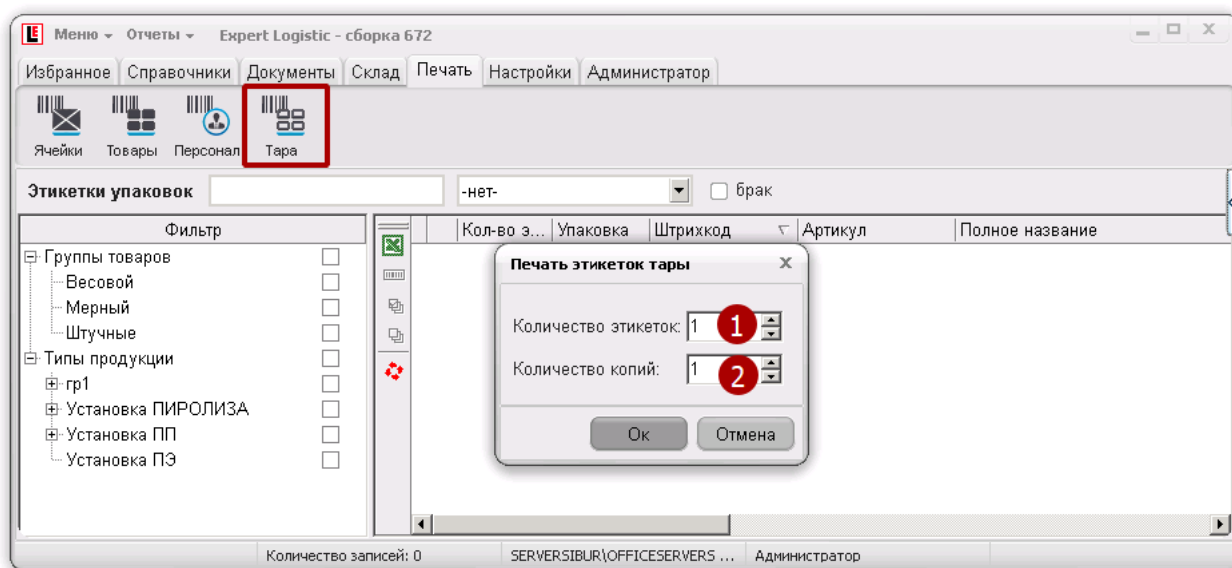 LE Меню Отчеты Expert Logistic - сборка 672
Избранное Справочники Документы Склад Печать Настройки Администратор
Ячейки Товары Персонал Тара
Этикетки упаковок -нет- брак
Фильтр Кол-во э... Упаковка Штрихкод Артикул Полное название
Группы товаров
Весовой
Мерный
Штучные
Типы продукции
гр1
Установка ПИРОЛИЗА
Установка ПП
Установка ПЭ
Печать этикеток тары X
Количество этикеток: 1 1
Количество копий: 1 2
Ок Отмена
Количество записей: 0 SERVERSIBUR\OFFICESERVERS ... Администратор